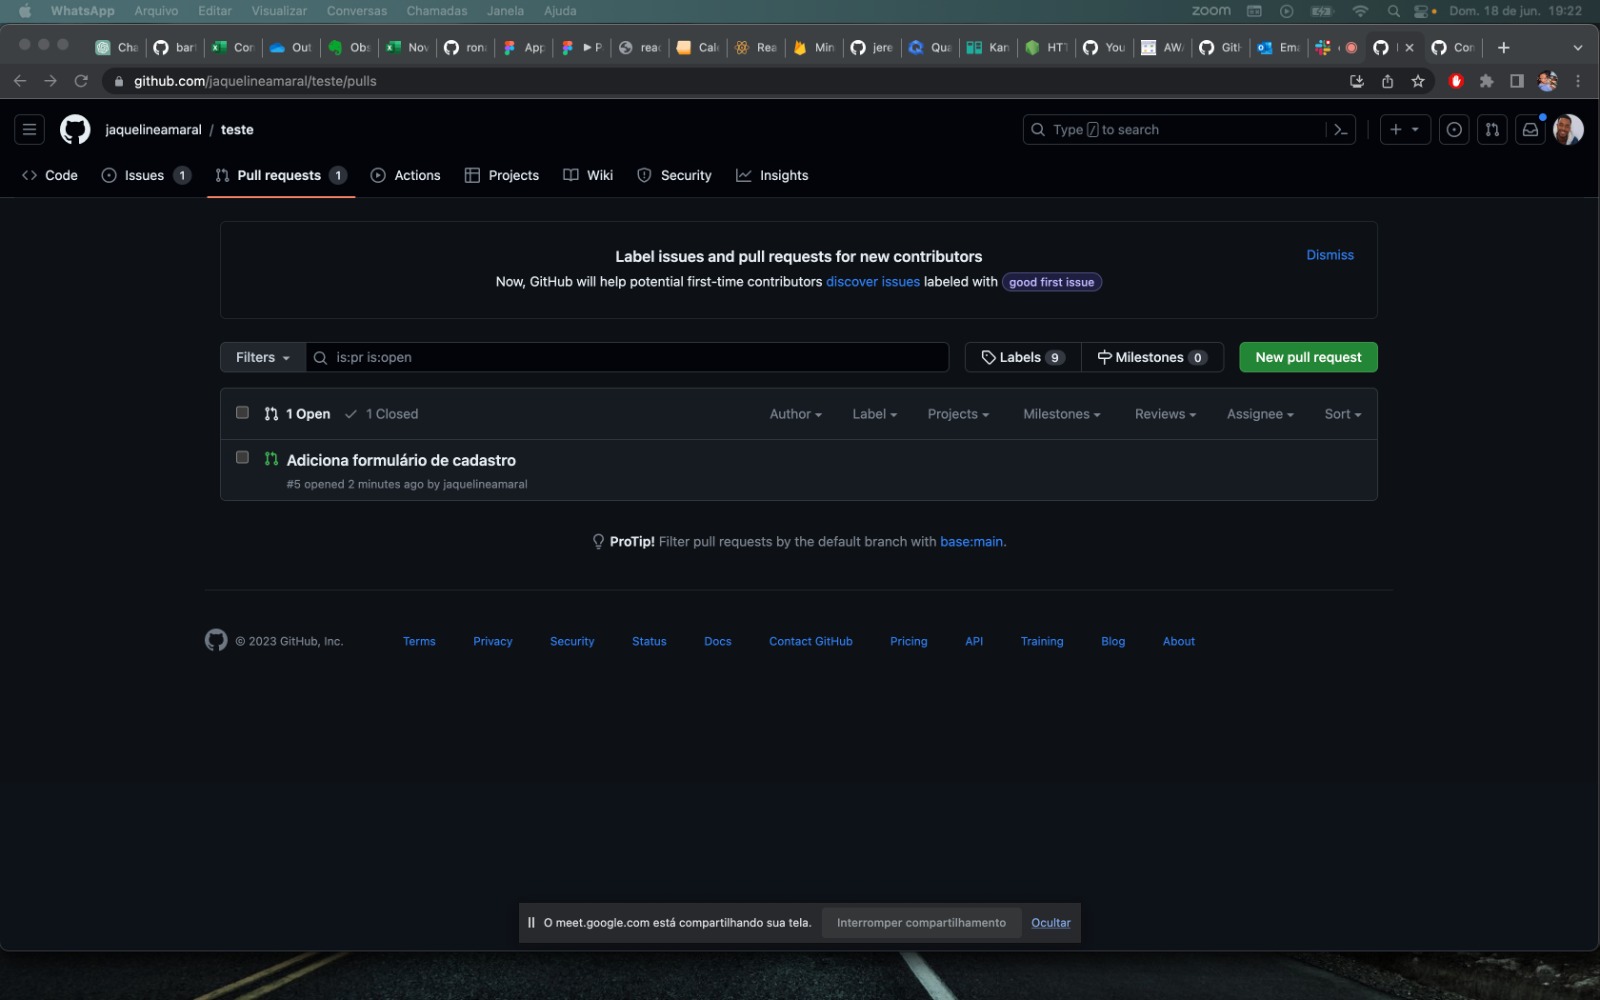 WhatsApp Arquivo Editar Visualizar Conversas Chamadas Janela Ajuda zoom Dom. 18 de jun. 19:22
Cha bar Cor Out Obs Nov ron App P rea Cal Rea Min jere Qua Kan HTT You AW Gith Ema Cor
github.com/jaquelineamaral/teste/pulls
jaquelineamaral / teste Type / to search
Code Issues 1 Pull requests 1 Actions Projects Wiki Security Insights
Label issues and pull requests for new contributors Dismiss
Now, GitHub will help potential first-time contributors discover issues labeled with good first issue
Filters is:pr is:open Labels 9 Milestones 0 New pull request
1 Open 1 Closed Author Label Projects Milestones Reviews Assignee Sort
Adiciona formulário de cadastro
#5 opened 2 minutes ago by jaquelineamaral
ProTip! Filter pull requests by the default branch with base:main.
© 2023 GitHub, Inc. Terms Privacy Security Status Docs Contact GitHub Pricing API Training Blog About
O meet.google.com está compartilhando sua tela. Interromper compartilhamento Ocultar